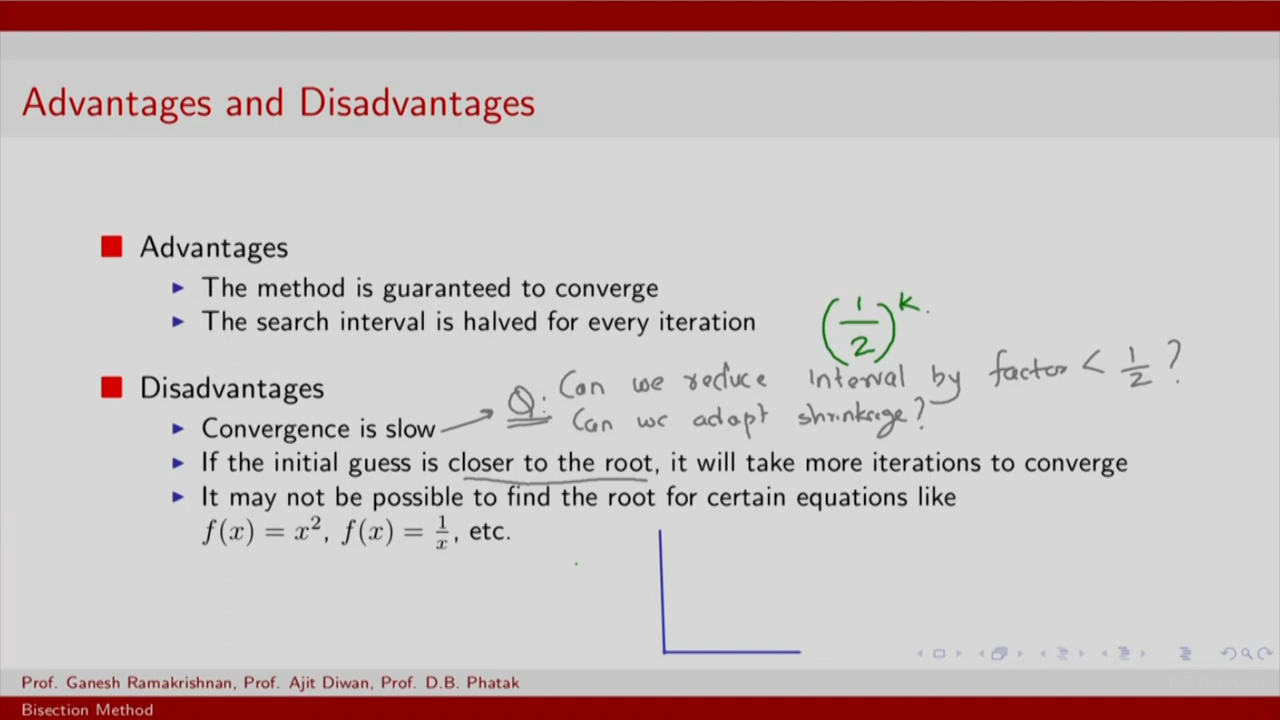 Advantages and Disadvantages
Advantages
The method is guaranteed to converge
The search interval is halved for every iteration
(1/2)^k.
Disadvantages
Q: Can we reduce interval by factor < 1/2 ?
Can we adapt shrinkage?
Convergence is slow
If the initial guess is closer to the root, it will take more iterations to converge
It may not be possible to find the root for certain equations like
f(x) = x², f(x) = 1/x, etc.
Prof. Ganesh Ramakrishnan, Prof. Ajit Diwan, Prof. D.B. Phatak
Bisection Method